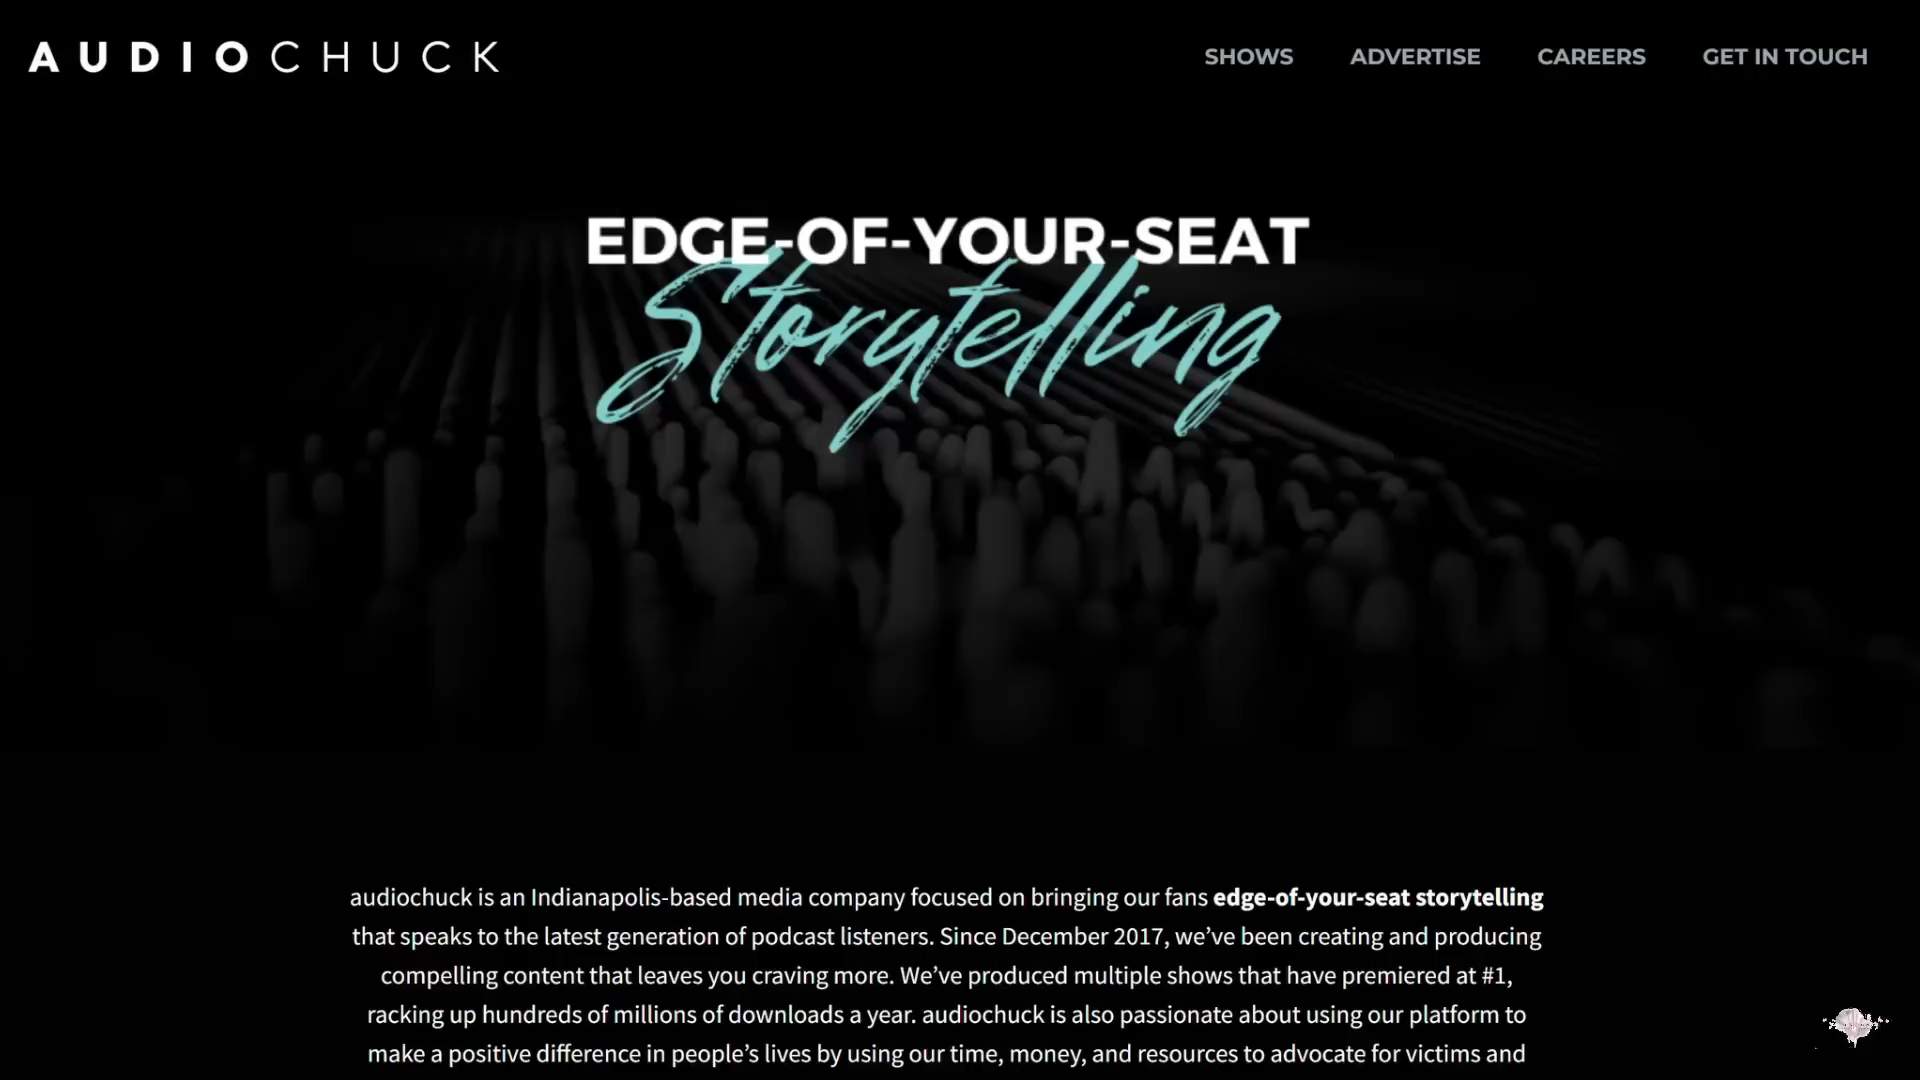 AUDIOCHUCK
SHOWS ADVERTISE CAREERS GET IN TOUCH
EDGE-OF-YOUR-SEAT
Storytelling
audiochuck is an Indianapolis-based media company focused on bringing our fans edge-of-your-seat storytelling
that speaks to the latest generation of podcast listeners. Since December 2017, we’ve been creating and producing
compelling content that leaves you craving more. We’ve produced multiple shows that have premiered at #1,
racking up hundreds of millions of downloads a year. audiochuck is also passionate about using our platform to
make a positive difference in people’s lives by using our time, money, and resources to advocate for victims and